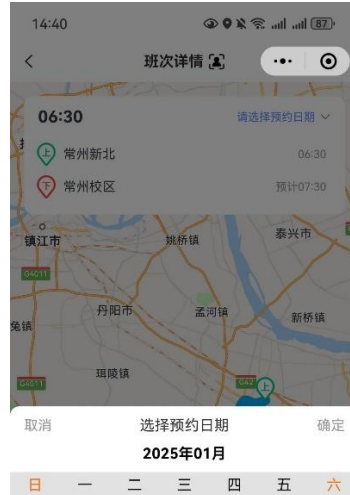 14:40
87
班次详情
06:30
请选择预约日期
上 常州新北 06:30
下 常州校区 预计07:30
镇江市
姚桥镇
泰兴市
G4011
丹阳市
孟河镇
新桥镇
珥陵镇
G4011
G42
上
取消 选择预约日期 确定
2025年01月
日 一 二 三 四 五 六